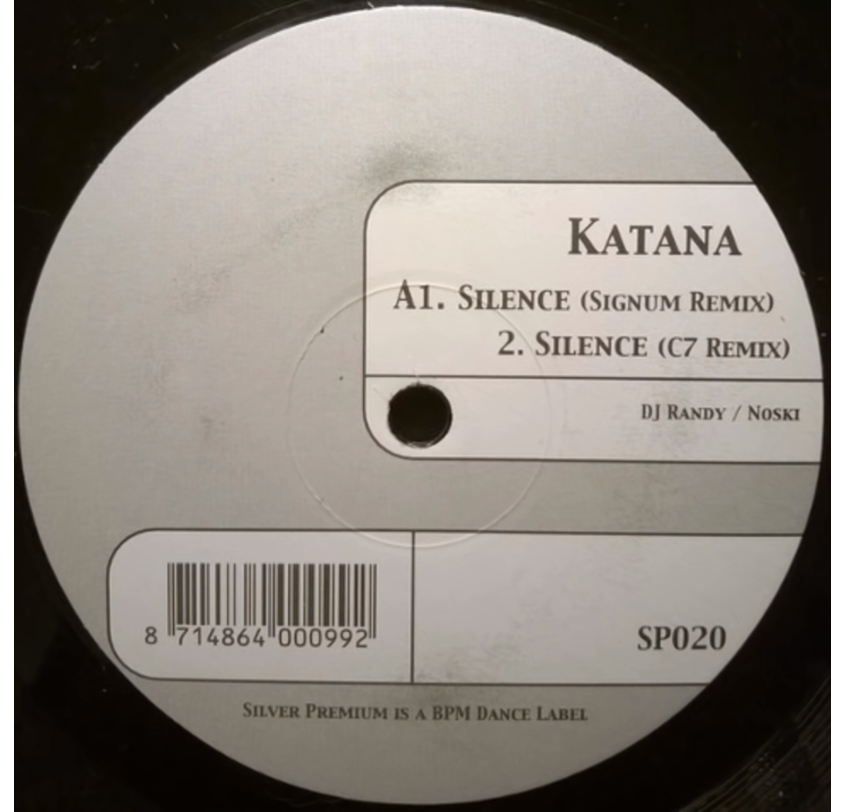 KATANA
A1. SILENCE (SIGNUM REMIX)
2. SILENCE (C7 REMIX)
DJ RANDY / NOSKI
8 714864 000992
SP020
SILVER PREMIUM IS A BPM DANCE LABEL